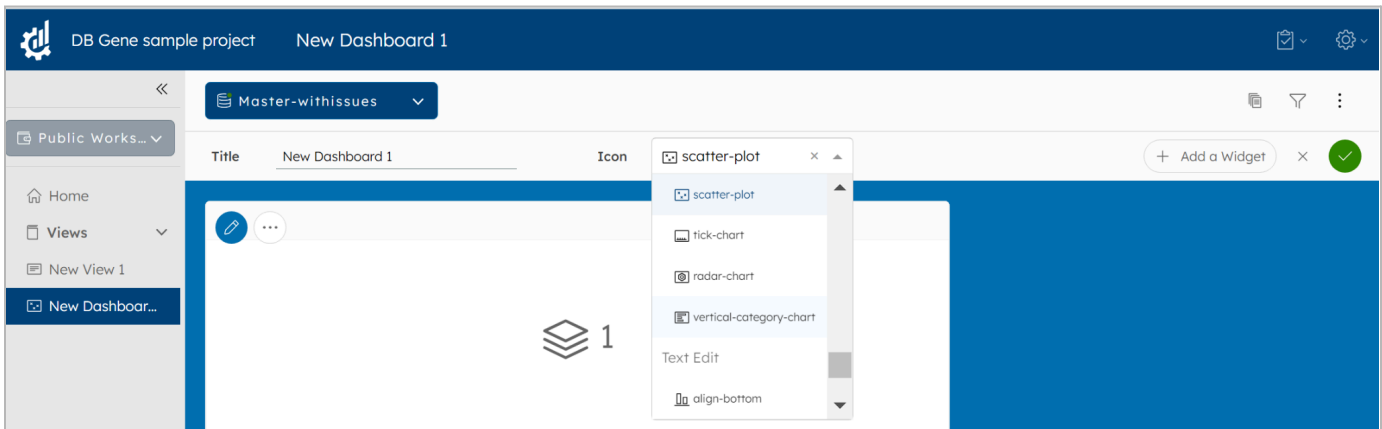 DB Gene sample project New Dashboard 1
Master-withissues
Public Works...
Title New Dashboard 1 Icon scatter-plot + Add a Widget
Home
Views
New View 1
New Dashboar...
scatter-plot
tick-chart
radar-chart
vertical-category-chart
1
Text Edit
align-bottom